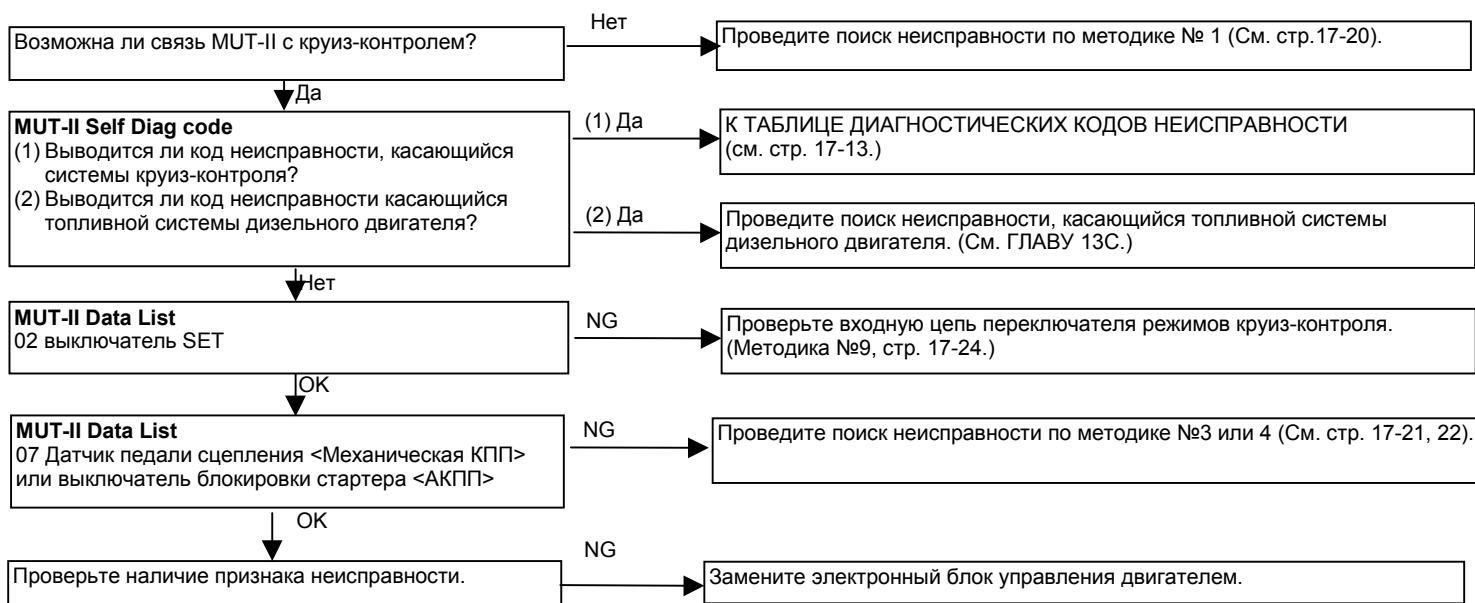 Возможна ли связь MUT-II с круиз-контролем?
Нет
Проведите поиск неисправности по методике № 1 (См. стр.17-20).
Да
MUT-II Self Diag code
(1) Выводится ли код неисправности, касающийся
системы круиз-контроля?
(2) Выводится ли код неисправности касающийся
топливной системы дизельного двигателя?
(1) Да
К ТАБЛИЦЕ ДИАГНОСТИЧЕСКИХ КОДОВ НЕИСПРАВНОСТИ
(см. стр. 17-13.)
(2) Да
Проведите поиск неисправности, касающийся топливной системы
дизельного двигателя. (См. ГЛАВУ 13С.)
Нет
MUT-II Data List
02 выключатель SET
NG
Проверьте входную цепь переключателя режимов круиз-контроля.
(Методика №9, стр. 17-24.)
OK
MUT-II Data List
07 Датчик педали сцепления <Механическая КПП>
или выключатель блокировки стартера <АКПП>
NG
Проведите поиск неисправности по методике №3 или 4 (См. стр. 17-21, 22).
OK
Проверьте наличие признака неисправности.
NG
Замените электронный блок управления двигателем.